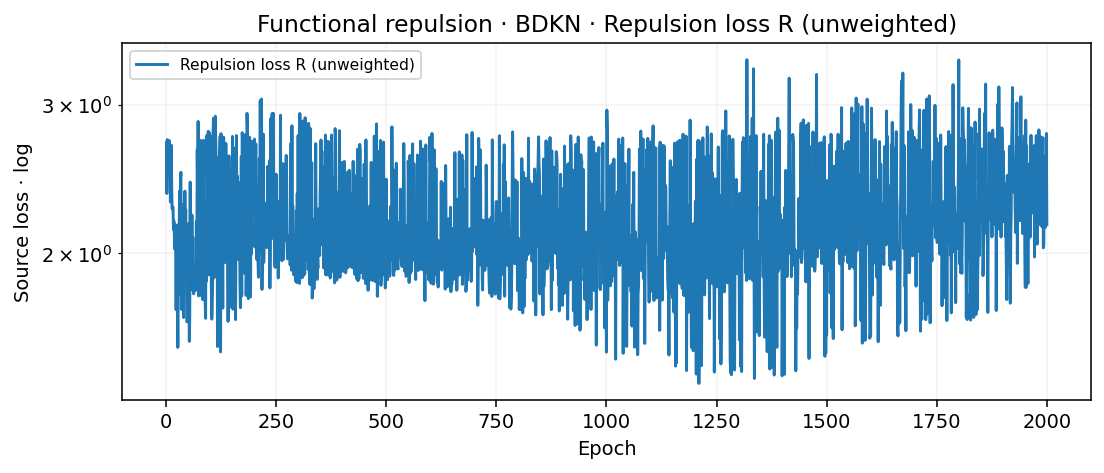 Functional repulsion · BDKN · Repulsion loss R (unweighted)
Repulsion loss R (unweighted)
3 × 10⁰
2 × 10⁰
Source loss · log
0 250 500 750 1000 1250 1500 1750 2000
Epoch